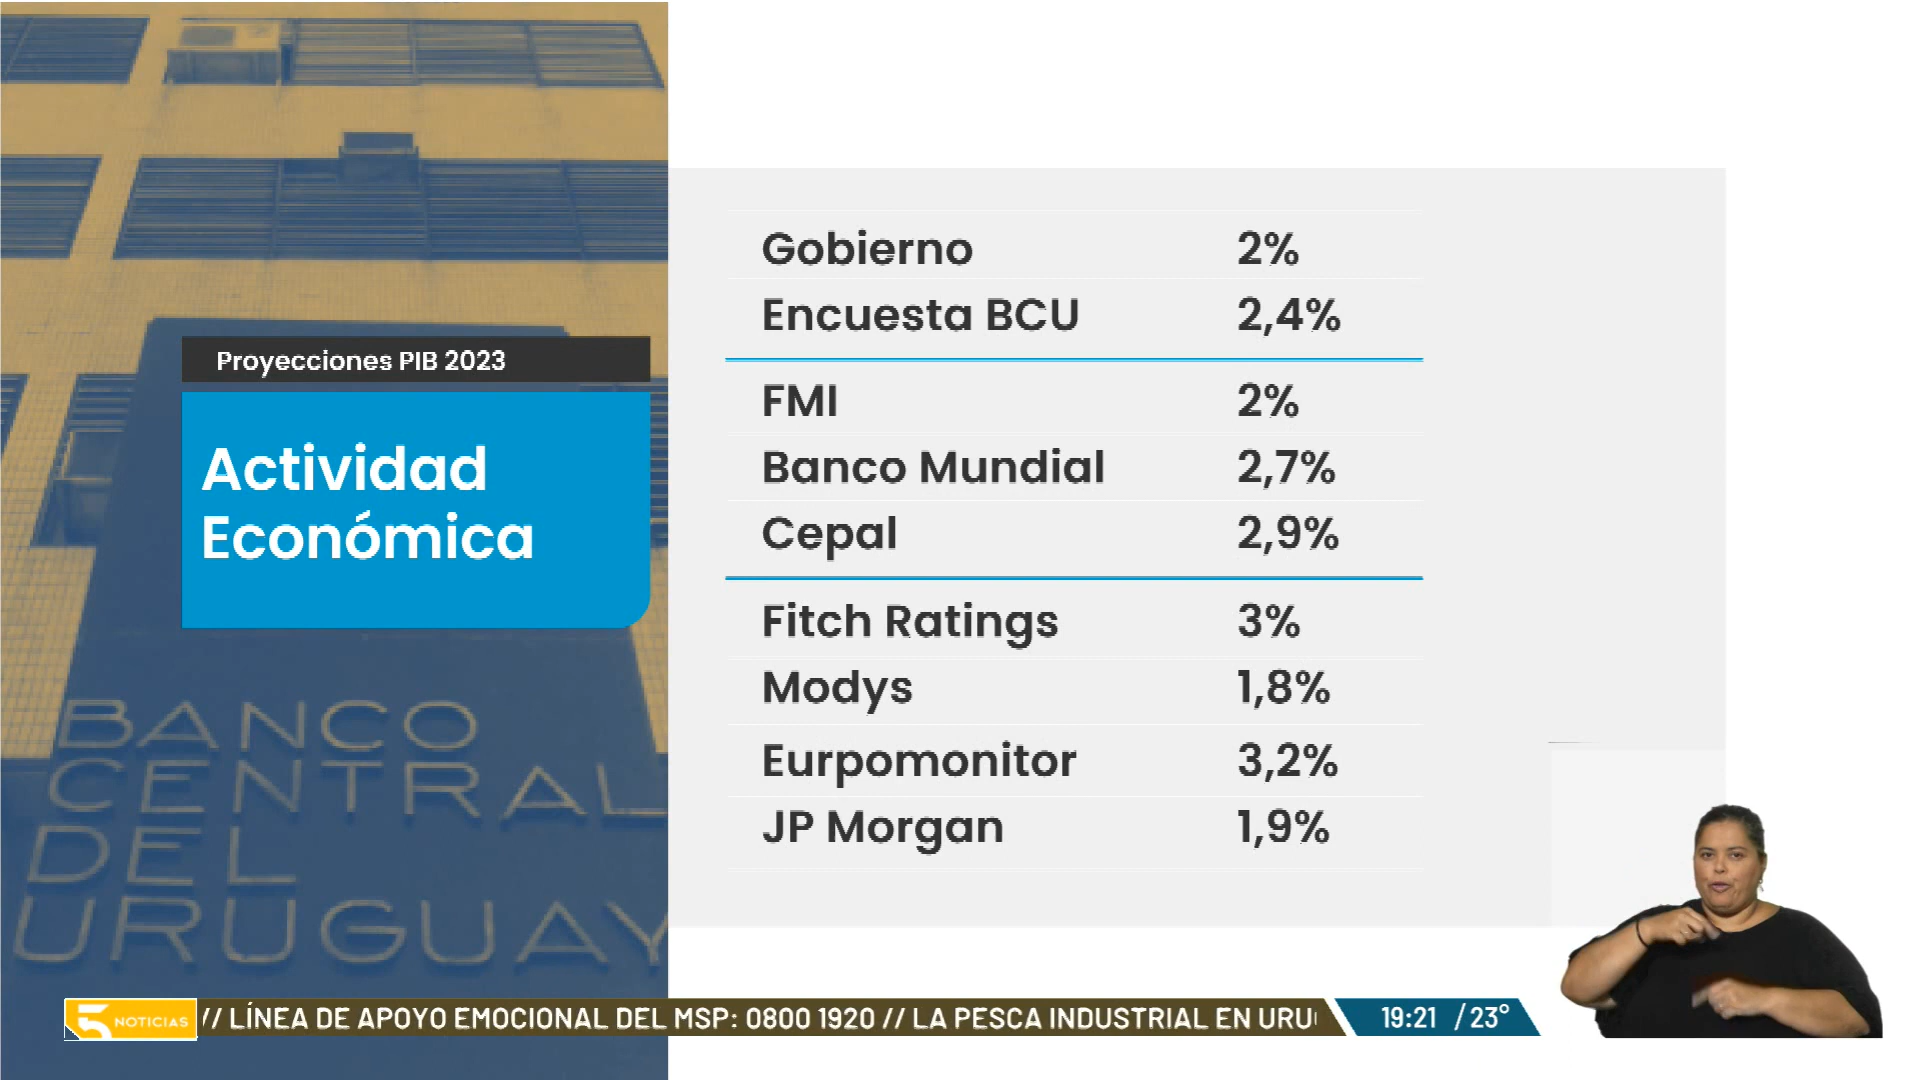 Proyecciones PIB 2023
Actividad
Económica
Gobierno 2%
Encuesta BCU 2,4%
FMI 2%
Banco Mundial 2,7%
Cepal 2,9%
Fitch Ratings 3%
Modys 1,8%
Eurpomonitor 3,2%
JP Morgan 1,9%
BANCO
CENTRAL
DEL
URUGUAY
5 NOTICIAS // LÍNEA DE APOYO EMOCIONAL DEL MSP: 0800 1920 // LA PESCA INDUSTRIAL EN 19:21 / 23°